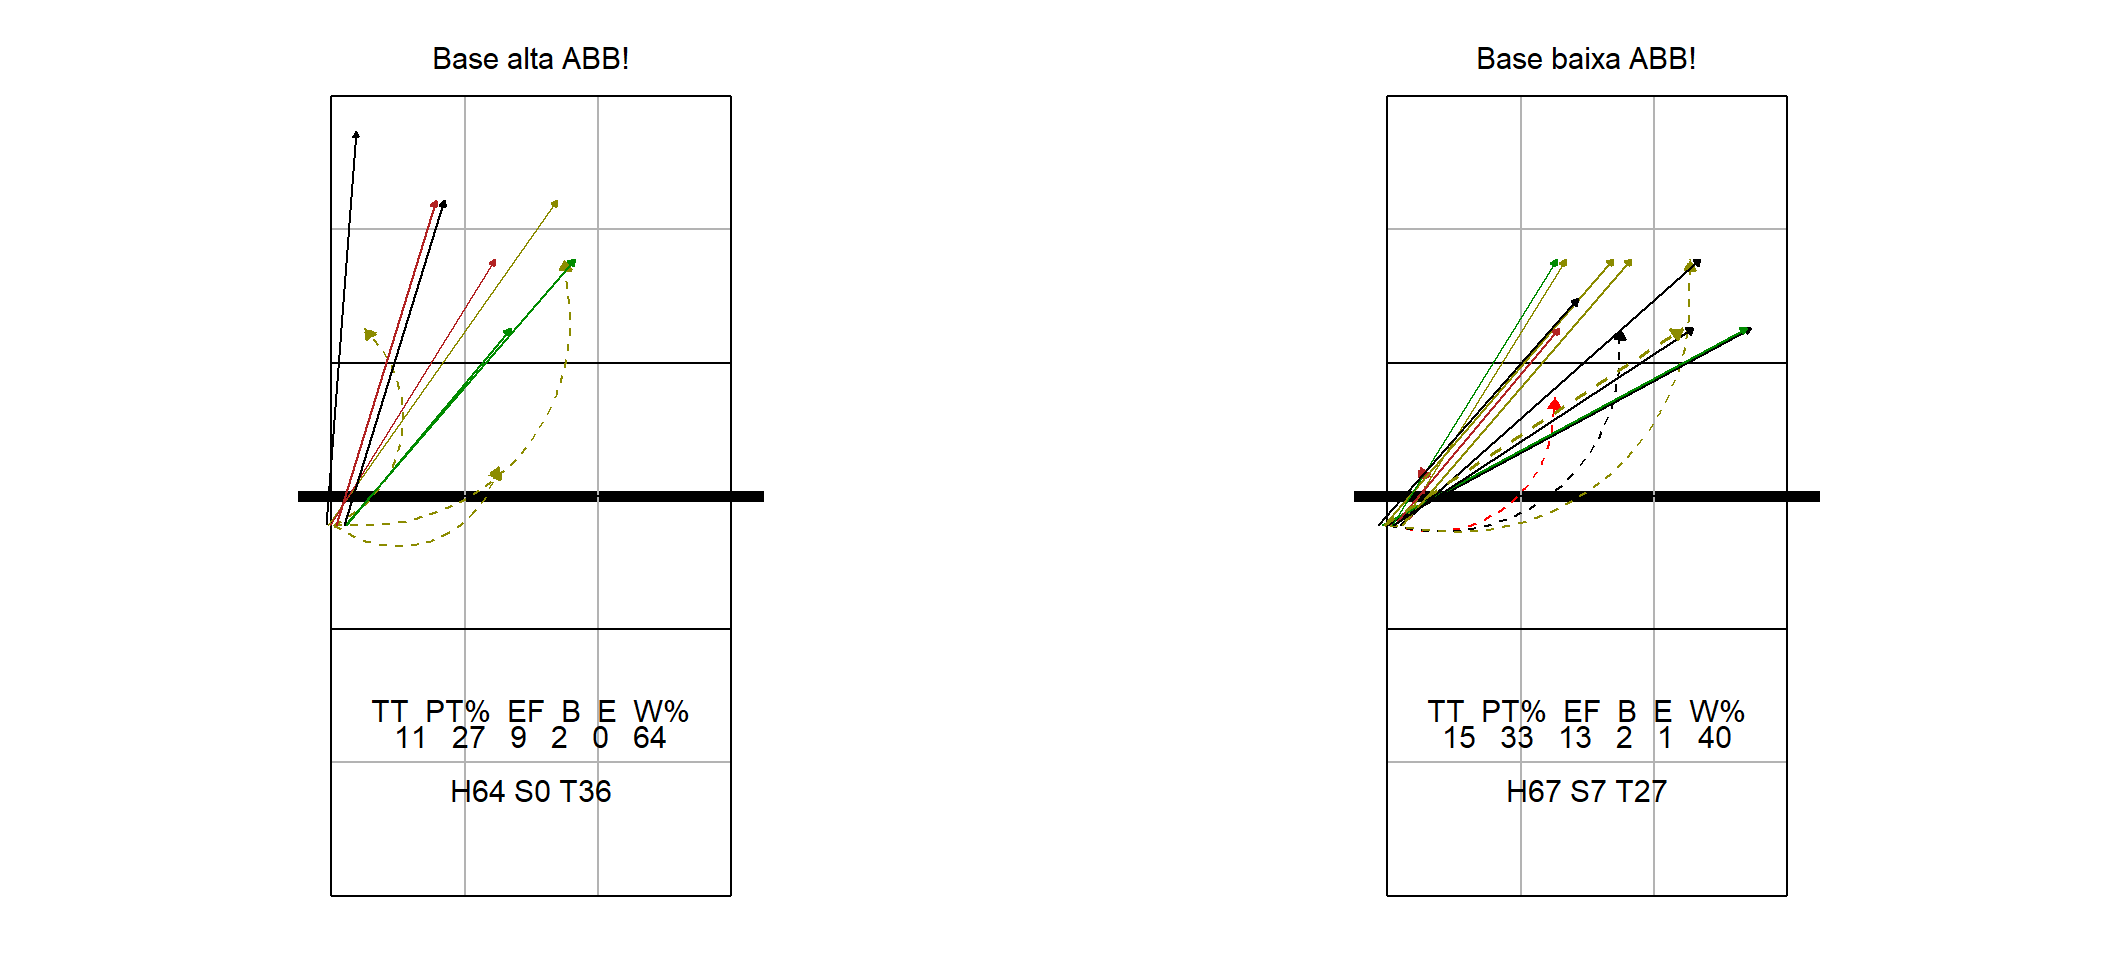 Base alta ABB!
TT PT% EF B E W%
11 27 9 2 0 64
H64 S0 T36
Base baixa ABB!
TT PT% EF B E W%
15 33 13 2 1 40
H67 S7 T27